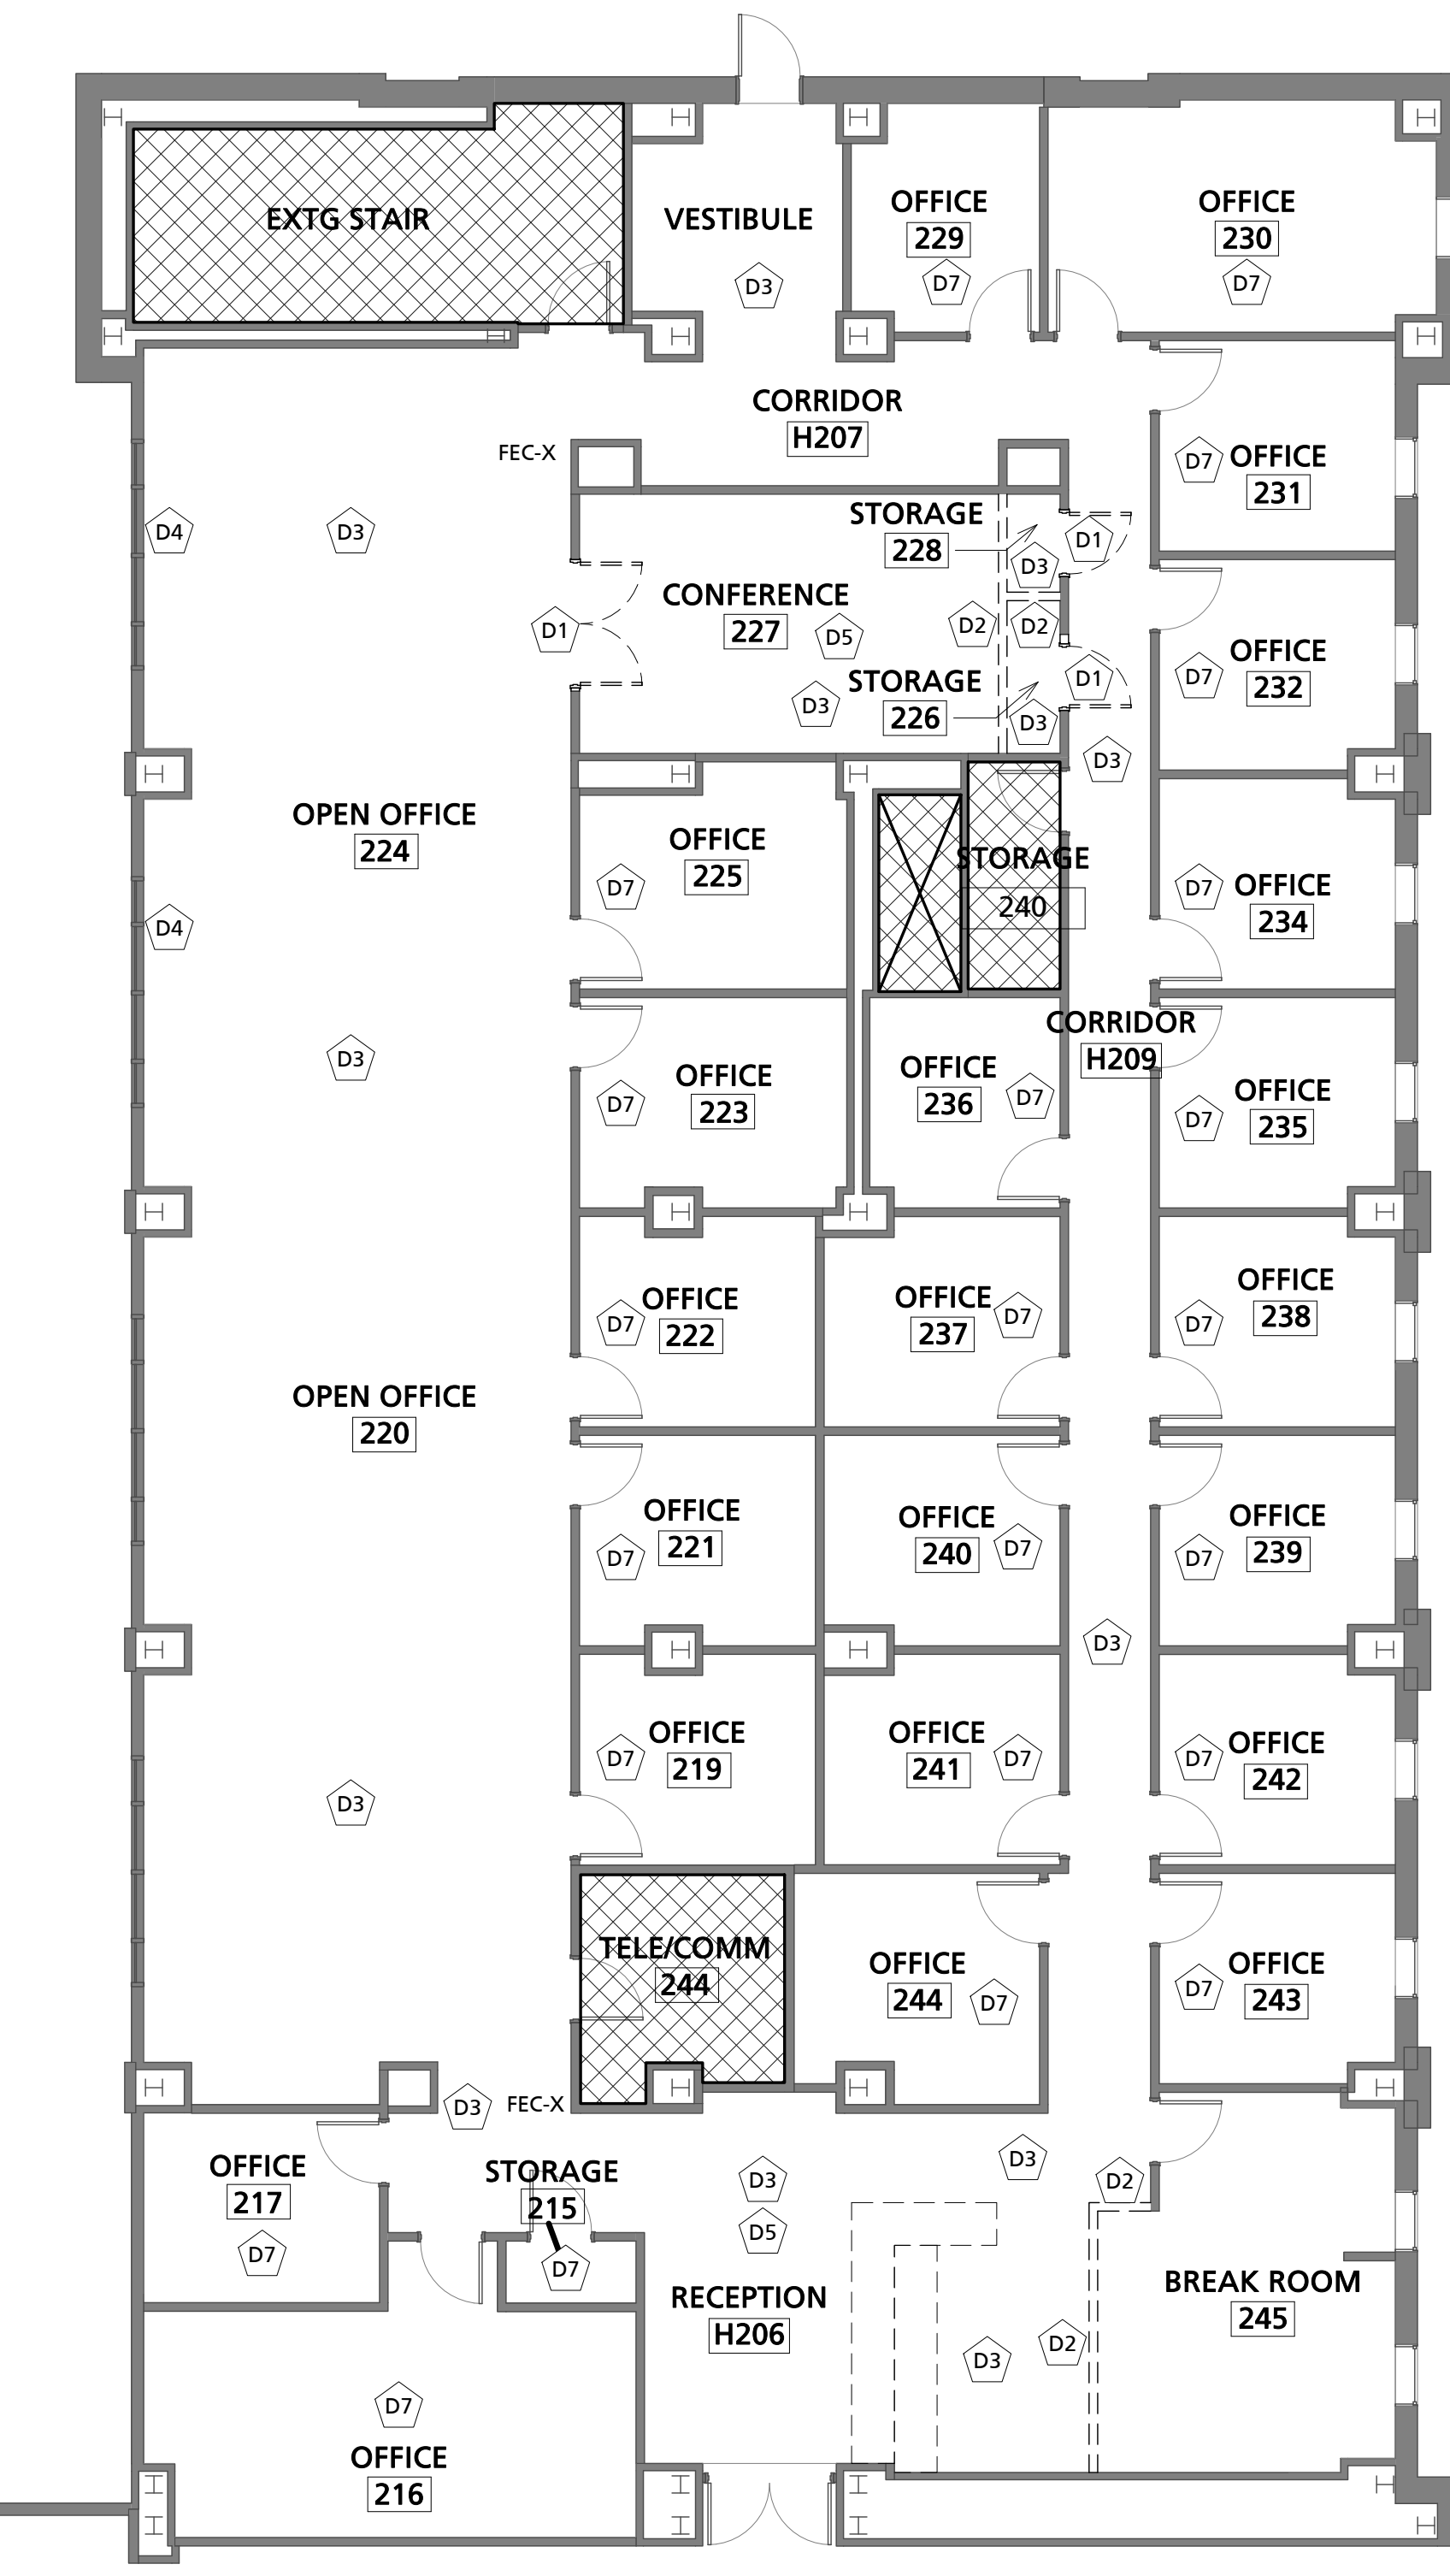 EXTG STAIR
VESTIBULE
D3
OFFICE
229
D7
OFFICE
230
D7
CORRIDOR
H207
FEC-X
D7
OFFICE
231
D4
D3
STORAGE
228
D3
D1
CONFERENCE
227
D5
D1
D2
D2
STORAGE
226
D3
D3
D1
OFFICE
232
D7
D3
OPEN OFFICE
224
OFFICE
225
D7
STORAGE
240
D7
OFFICE
234
D4
D3
CORRIDOR
H209
OFFICE
223
D7
OFFICE
236
D7
OFFICE
235
D7
OPEN OFFICE
220
OFFICE
222
D7
OFFICE
237
D7
OFFICE
238
D7
OFFICE
221
D7
OFFICE
240
D7
OFFICE
239
D7
D3
D3
OFFICE
219
D7
OFFICE
241
D7
OFFICE
242
D7
TELE/COMM
244
OFFICE
244
D7
OFFICE
243
D7
D3
FEC-X
OFFICE
217
D7
STORAGE
215
D7
D3
D5
D3
D2
RECEPTION
H206
D3
D2
BREAK ROOM
245
D7
OFFICE
216